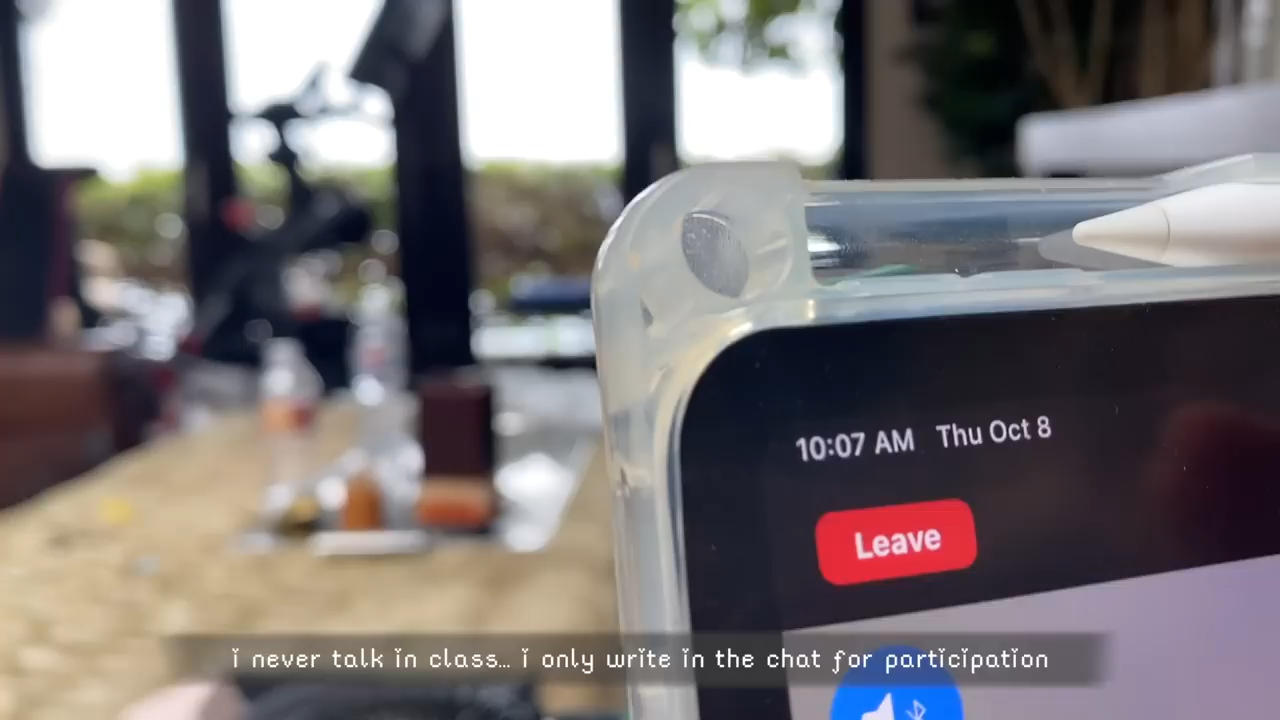 10:07 AM Thu Oct 8
Leave
i never talk in class... i only write in the chat for participation